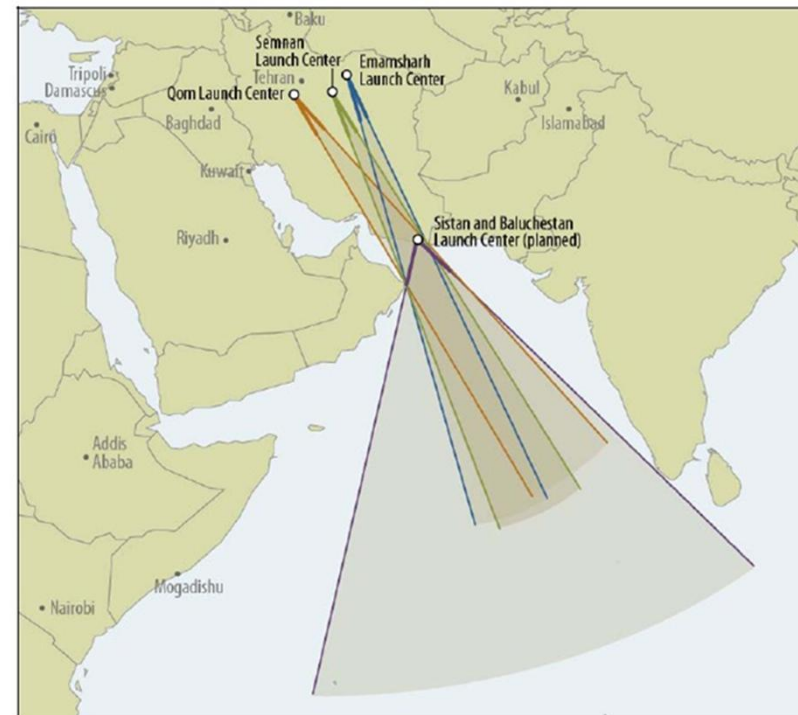 Baku
Semnan
Launch Center
Emamsharh
Launch Center
Tripoli
Tehran
Damascus
Qom Launch Center
Kabul
Cairo
Baghdad
Islamabad
Kuwait
Sistan and Baluchestan
Launch Center (planned)
Riyadh
Addis
Ababa
Mogadishu
Nairobi